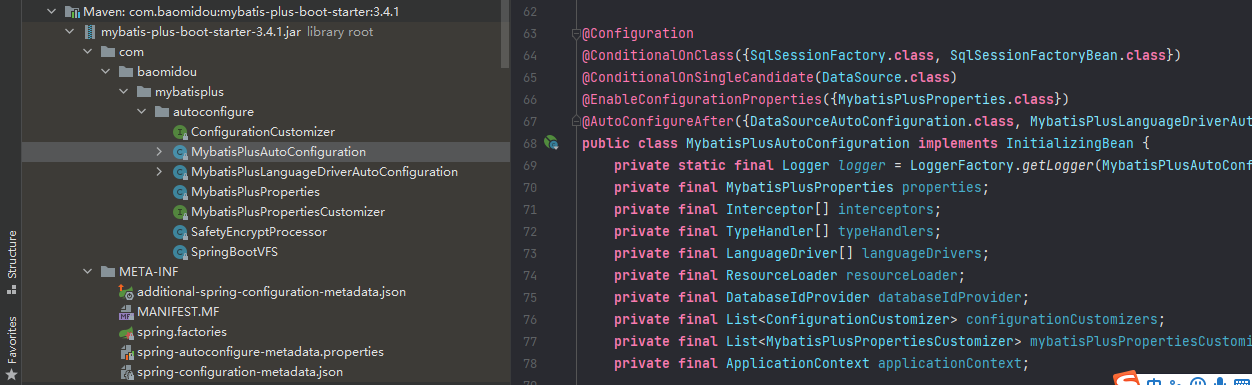 Maven: com.baomidou:mybatis-plus-boot-starter:3.4.1
mybatis-plus-boot-starter-3.4.1.jar library root
com
baomidou
mybatisplus
autoconfigure
ConfigurationCustomizer
MybatisPlusAutoConfiguration
MybatisPlusLanguageDriverAutoConfiguration
MybatisPlusProperties
MybatisPlusPropertiesCustomizer
SafetyEncryptProcessor
SpringBootVFS
META-INF
additional-spring-configuration-metadata.json
MANIFEST.MF
spring.factories
spring-autoconfigure-metadata.properties
spring-configuration-metadata.json
Structure
Favorites
62
63 @Configuration
64 @ConditionalOnClass({SqlSessionFactory.class, SqlSessionFactoryBean.class})
65 @ConditionalOnSingleCandidate(DataSource.class)
66 @EnableConfigurationProperties({MybatisPlusProperties.class})
67 @AutoConfigureAfter({DataSourceAutoConfiguration.class, MybatisPlusLanguageDriverAut
68 public class MybatisPlusAutoConfiguration implements InitializingBean {
69 private static final Logger logger = LoggerFactory.getLogger(MybatisPlusAutoConf
70 private final MybatisPlusProperties properties;
71 private final Interceptor[] interceptors;
72 private final TypeHandler[] typeHandlers;
73 private final LanguageDriver[] languageDrivers;
74 private final ResourceLoader resourceLoader;
75 private final DatabaseIdProvider databaseIdProvider;
76 private final List<ConfigurationCustomizer> configurationCustomizers;
77 private final List<MybatisPlusPropertiesCustomizer> mybatisPlusPropertiesCustomi
78 private final ApplicationContext applicationContext;